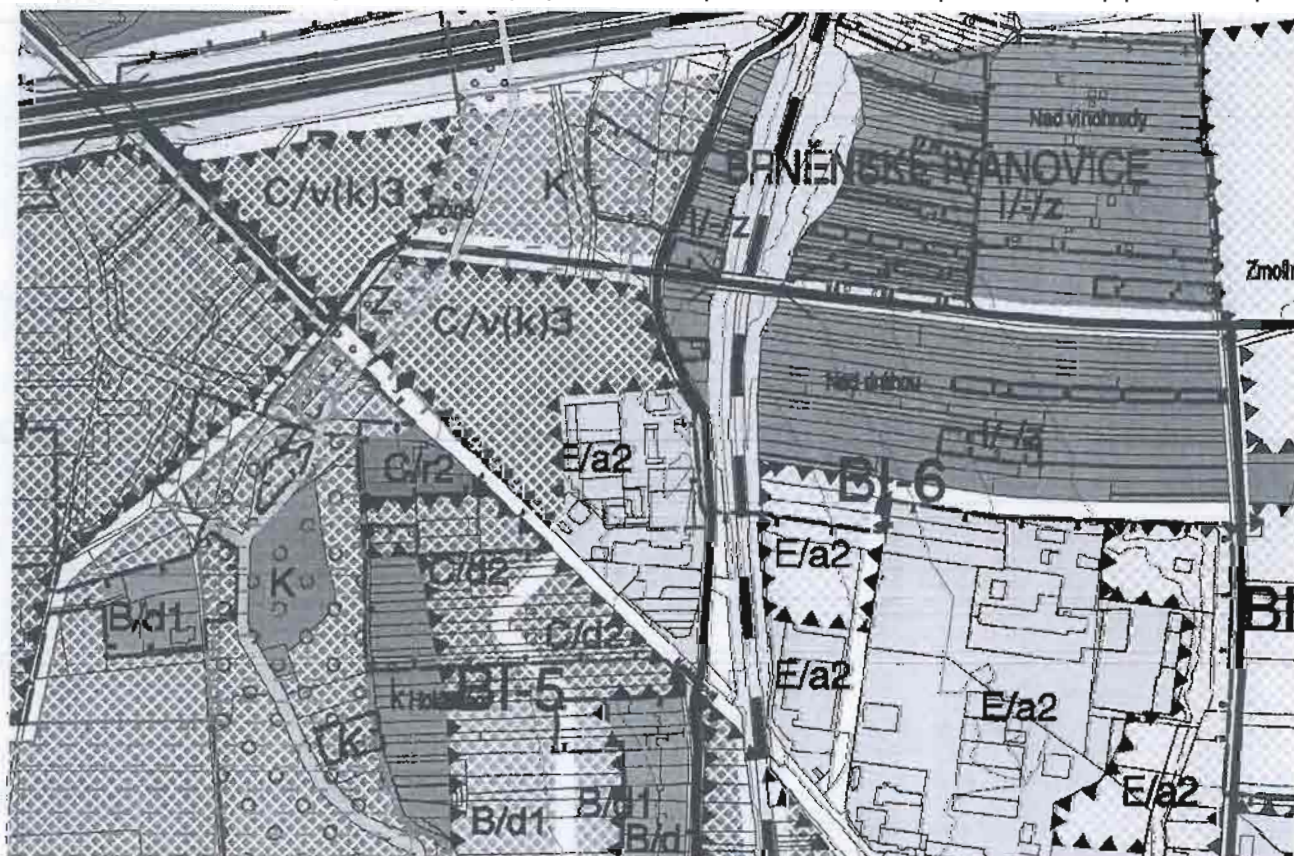 Nad vinohrady
BRNĚNSKÉ IVANOVICE
C/v(k)3
K
I/-/z
I/-/z
Z
C/v(k)3
Nad dráhou
I/-/z
E/a2
BI-6
C/r2
E/a2
C/d2
K
B/d1
C/d2
BI-5
E/a2
E/a2
K
E/a2
B/d1
B/d1
B/d